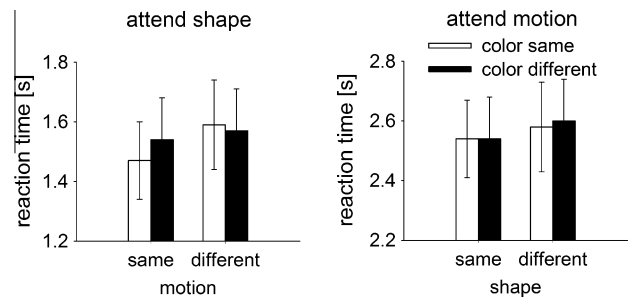 attend shape
reaction time [s]
1.8
1.6
1.4
1.2
same different
motion
attend motion
color same
color different
reaction time [s]
2.8
2.6
2.4
2.2
same different
shape